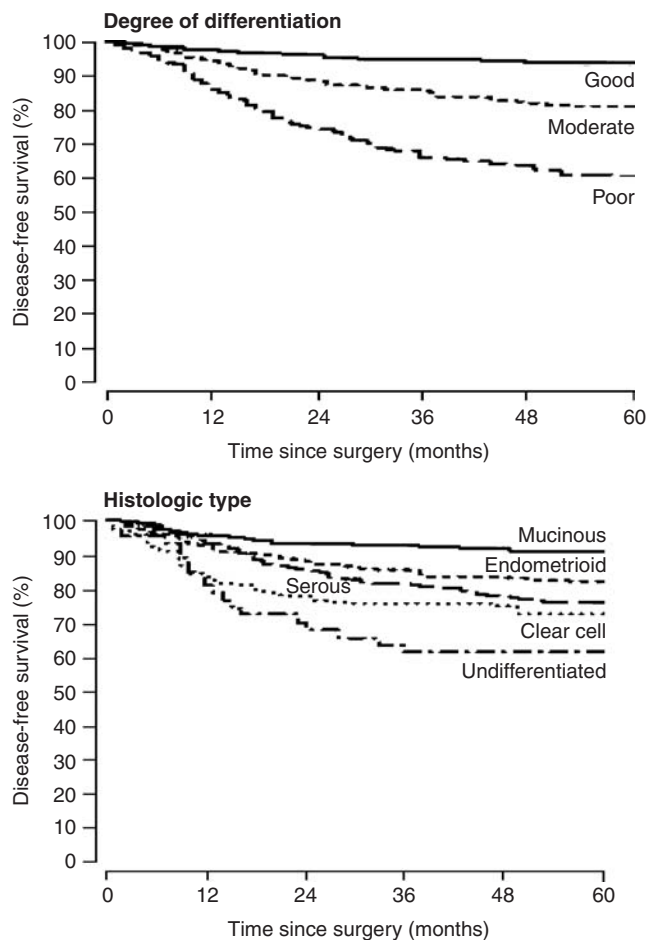 Degree of differentiation
Disease-free survival (%)
100
90
80
70
60
50
40
30
20
10
0
Good
Moderate
Poor
0 12 24 36 48 60
Time since surgery (months)
Histologic type
Disease-free survival (%)
100
90
80
70
60
50
40
30
20
10
0
Mucinous
Endometrioid
Serous
Clear cell
Undifferentiated
0 12 24 36 48 60
Time since surgery (months)